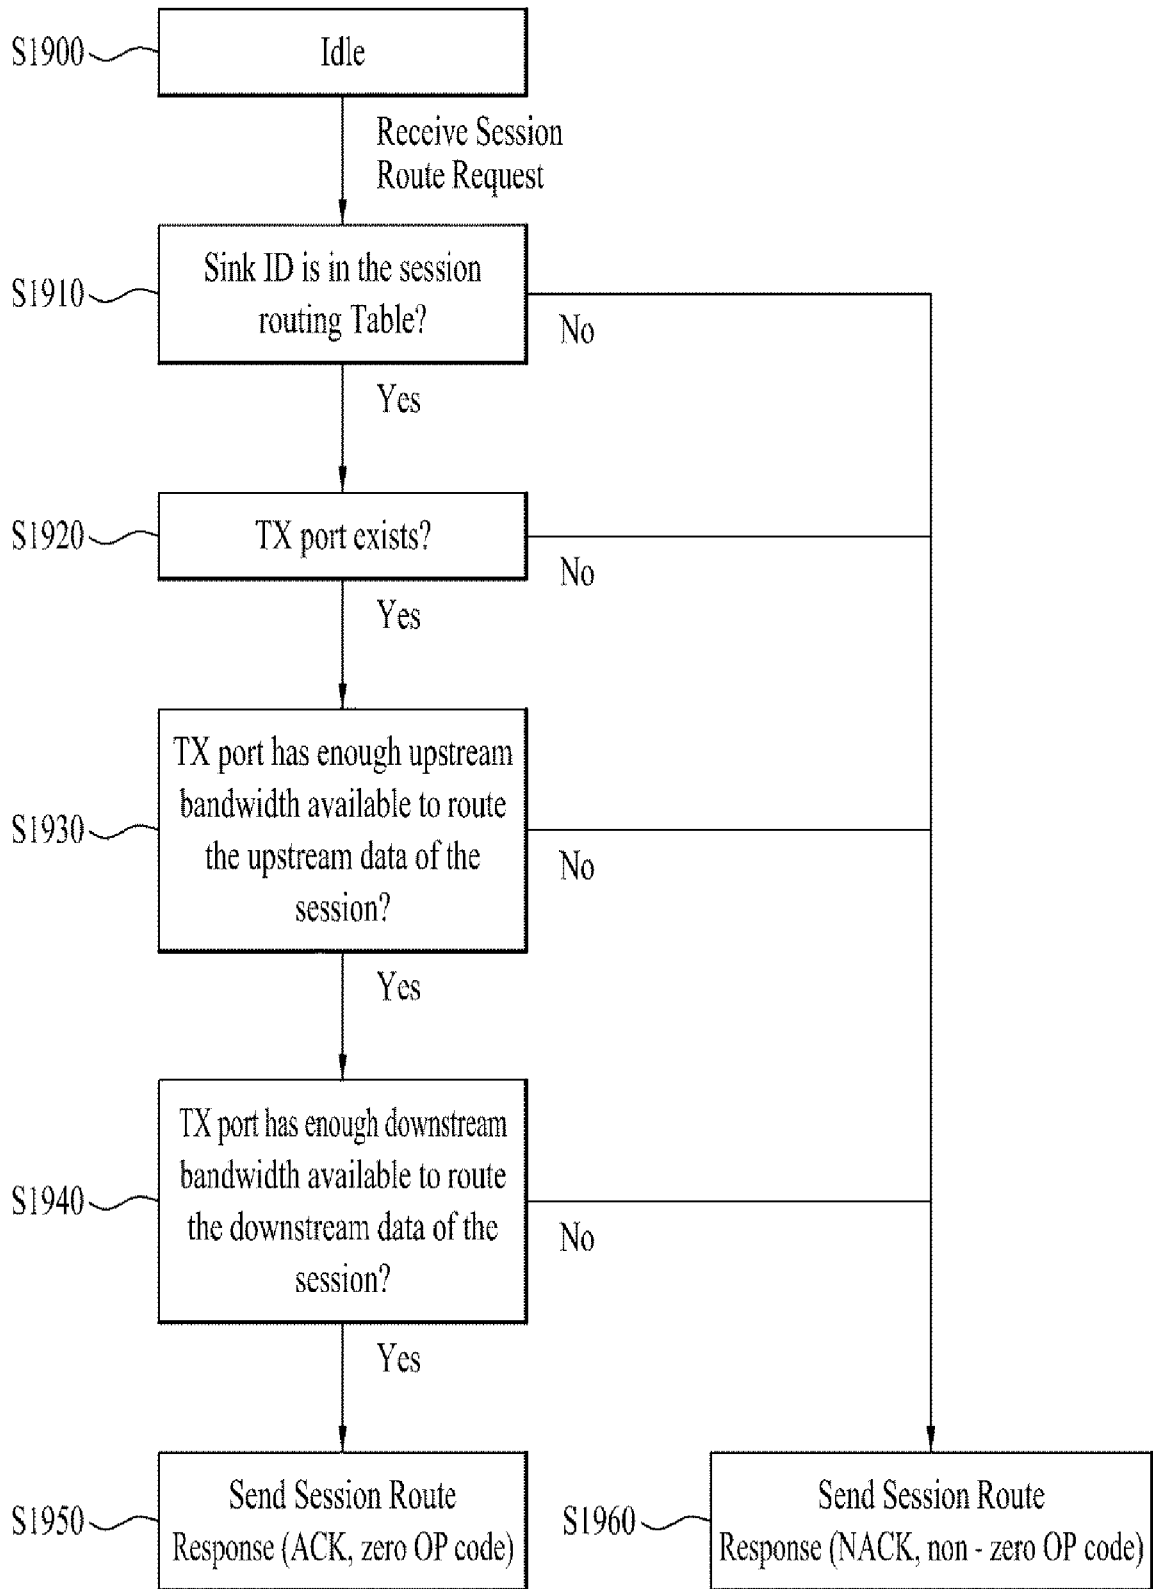 S1900
Idle
Receive Session
Route Request
S1910
Sink ID is in the session
routing Table?
No
Yes
S1920
TX port exists?
No
Yes
S1930
TX port has enough upstream
bandwidth available to route
the upstream data of the
session?
No
Yes
S1940
TX port has enough downstream
bandwidth available to route
the downstream data of the
session?
No
Yes
S1950
Send Session Route
Response (ACK, zero OP code)
S1960
Send Session Route
Response (NACK, non - zero OP code)